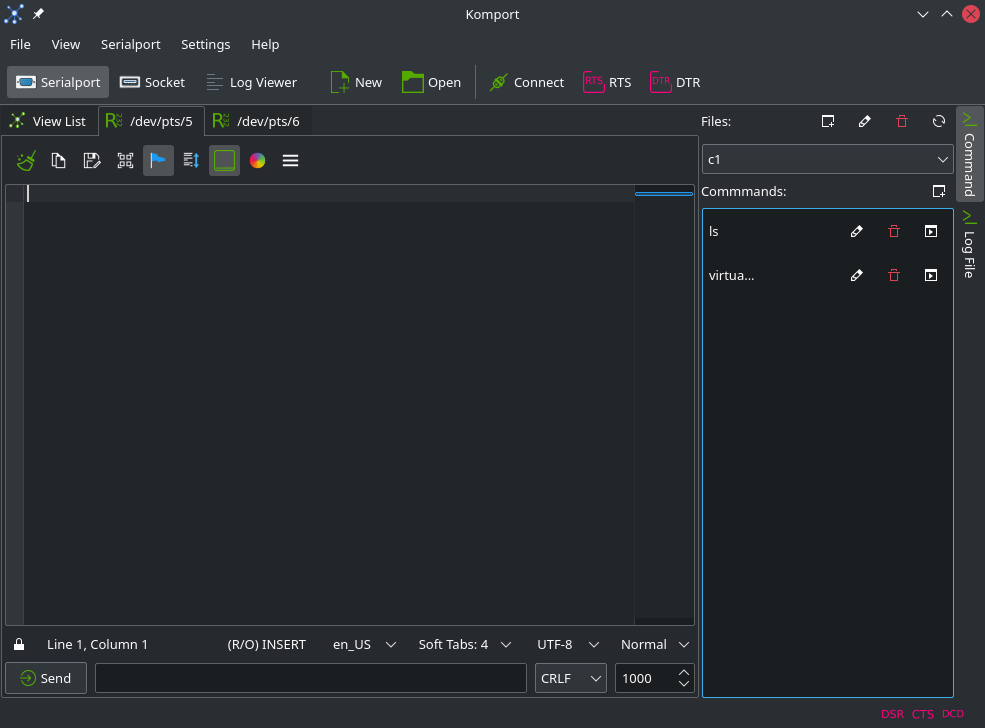 Komport
File View Serialport Settings Help
Serialport Socket Log Viewer New Open Connect RTS RTS DTR DTR
View List /dev/pts/5 /dev/pts/6
Files:
c1
Commmands:
ls
virtua...
Command
Log File
Line 1, Column 1 (R/O) INSERT en_US Soft Tabs: 4 UTF-8 Normal
Send CRLF 1000
DSR CTS DCD